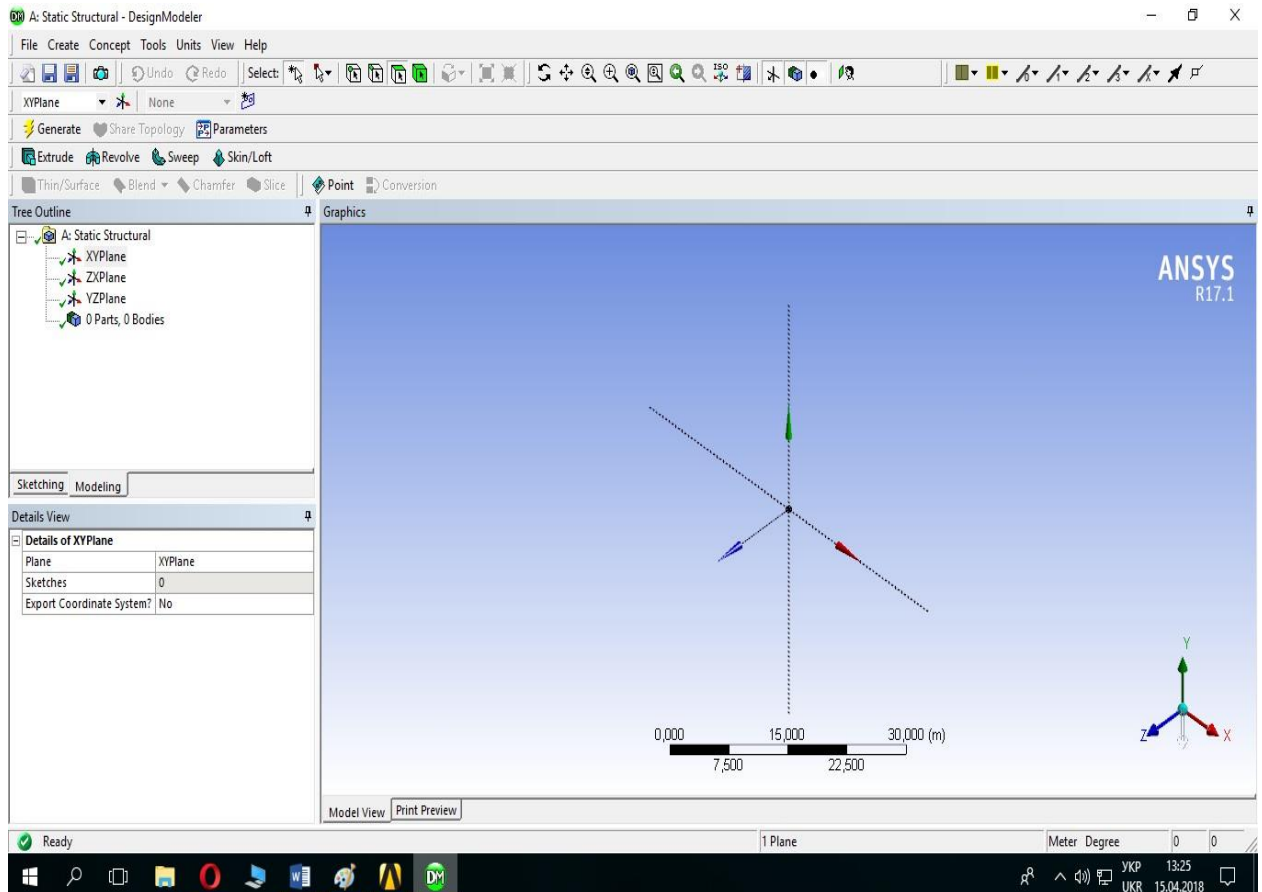 DM A: Static Structural - DesignModeler
File Create Concept Tools Units View Help
Undo Redo Select: ISO
XYPlane None
Generate Share Topology Parameters
Extrude Revolve Sweep Skin/Loft
Thin/Surface Blend Chamfer Slice Point Conversion
Tree Outline
A: Static Structural
XYPlane
ZXPlane
YZPlane
0 Parts, 0 Bodies
Sketching Modeling
Details View
Details of XYPlane
Plane XYPlane
Sketches 0
Export Coordinate System? No
Graphics
ANSYS
R17.1
Y
Z X
0,000 15,000 30,000 (m)
7,500 22,500
Model View Print Preview
Ready 1 Plane Meter Degree 0 0
DM УКР 13:25
UKR 15.04.2018